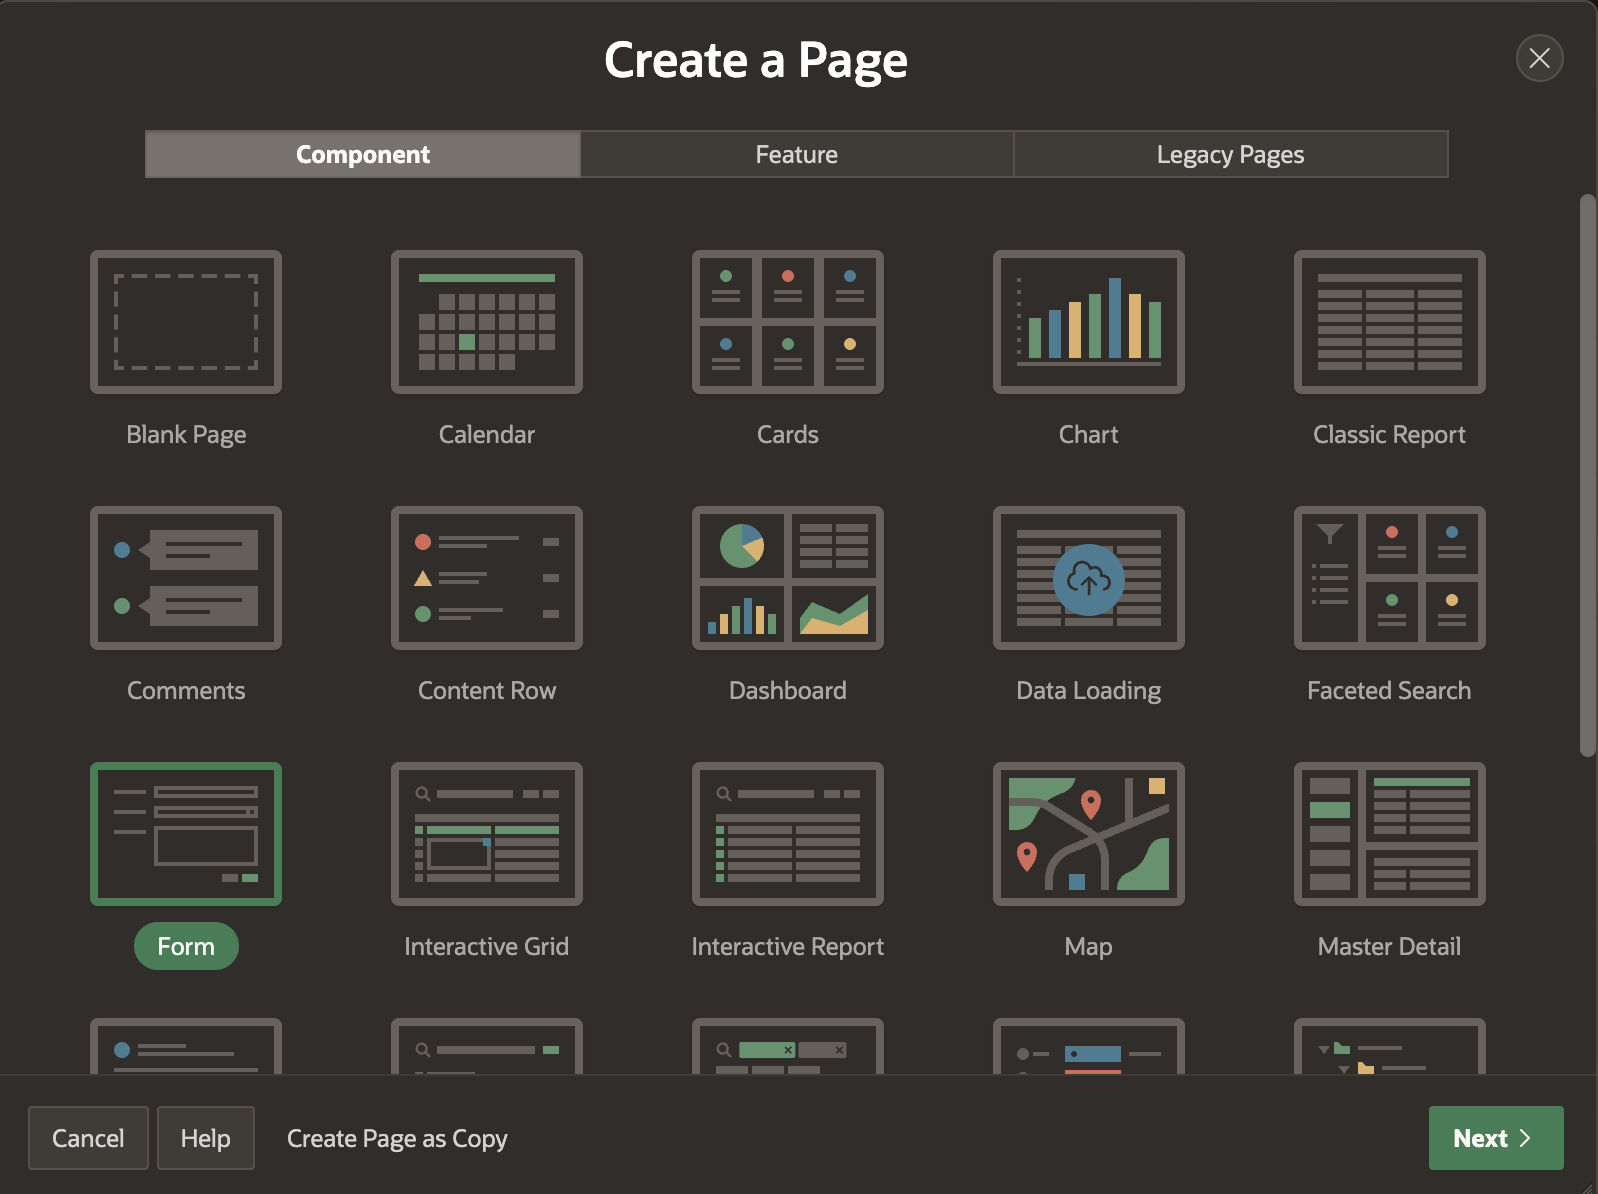 Create a Page
Component
Feature
Legacy Pages
Blank Page
Calendar
Cards
Chart
Classic Report
Comments
Content Row
Dashboard
Data Loading
Faceted Search
Form
Interactive Grid
Interactive Report
Map
Master Detail
Cancel
Help
Create Page as Copy
Next